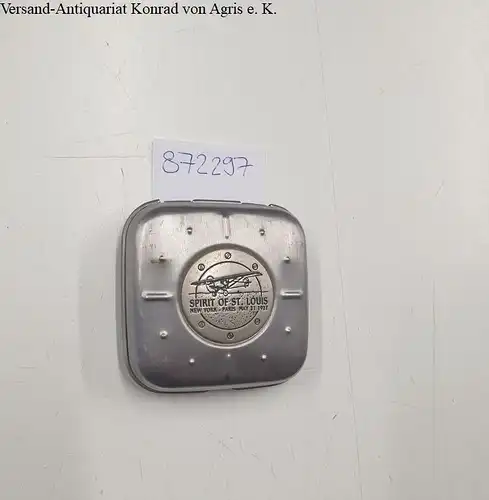 Versand-Antiquariat Konrad von Agris e. K.
872297
SPIRIT OF ST. LOUIS
NEW YORK - PARIS MAY 21 1927